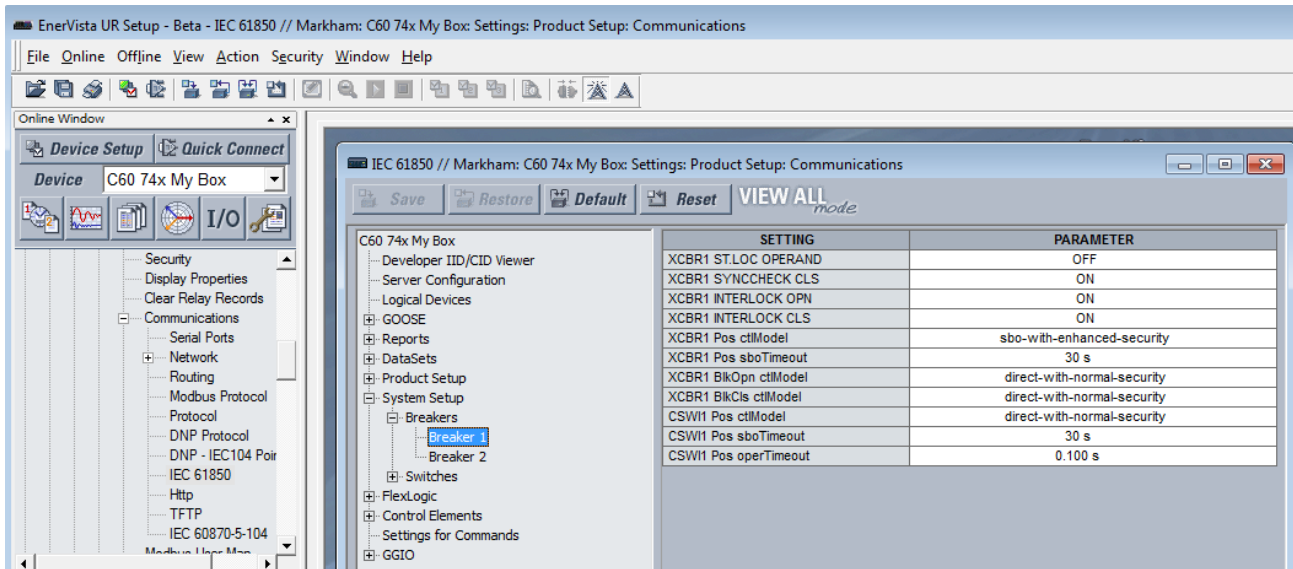 EnerVista UR Setup - Beta - IEC 61850 // Markham: C60 74x My Box: Settings: Product Setup: Communications
File Online Offline View Action Security Window Help
Online Window
Device Setup Quick Connect
Device C60 74x My Box
I/O
Security
Display Properties
Clear Relay Records
Communications
Serial Ports
Network
Routing
Modbus Protocol
Protocol
DNP Protocol
DNP - IEC104 Poin
IEC 61850
Http
TFTP
IEC 60870-5-104
Modbus User Map
IEC 61850 // Markham: C60 74x My Box: Settings: Product Setup: Communications
Save Restore Default Reset VIEW ALL mode
C60 74x My Box
Developer IID/CID Viewer
Server Configuration
Logical Devices
GOOSE
Reports
DataSets
Product Setup
System Setup
Breakers
Breaker 1
Breaker 2
Switches
FlexLogic
Control Elements
Settings for Commands
GGIO
SETTING PARAMETER
XCBR1 ST.LOC OPERAND OFF
XCBR1 SYNCCHECK CLS ON
XCBR1 INTERLOCK OPN ON
XCBR1 INTERLOCK CLS ON
XCBR1 Pos ctlModel sbo-with-enhanced-security
XCBR1 Pos sboTimeout 30 s
XCBR1 BlkOpn ctlModel direct-with-normal-security
XCBR1 BlkCls ctlModel direct-with-normal-security
CSWI1 Pos ctlModel direct-with-normal-security
CSWI1 Pos sboTimeout 30 s
CSWI1 Pos operTimeout 0.100 s